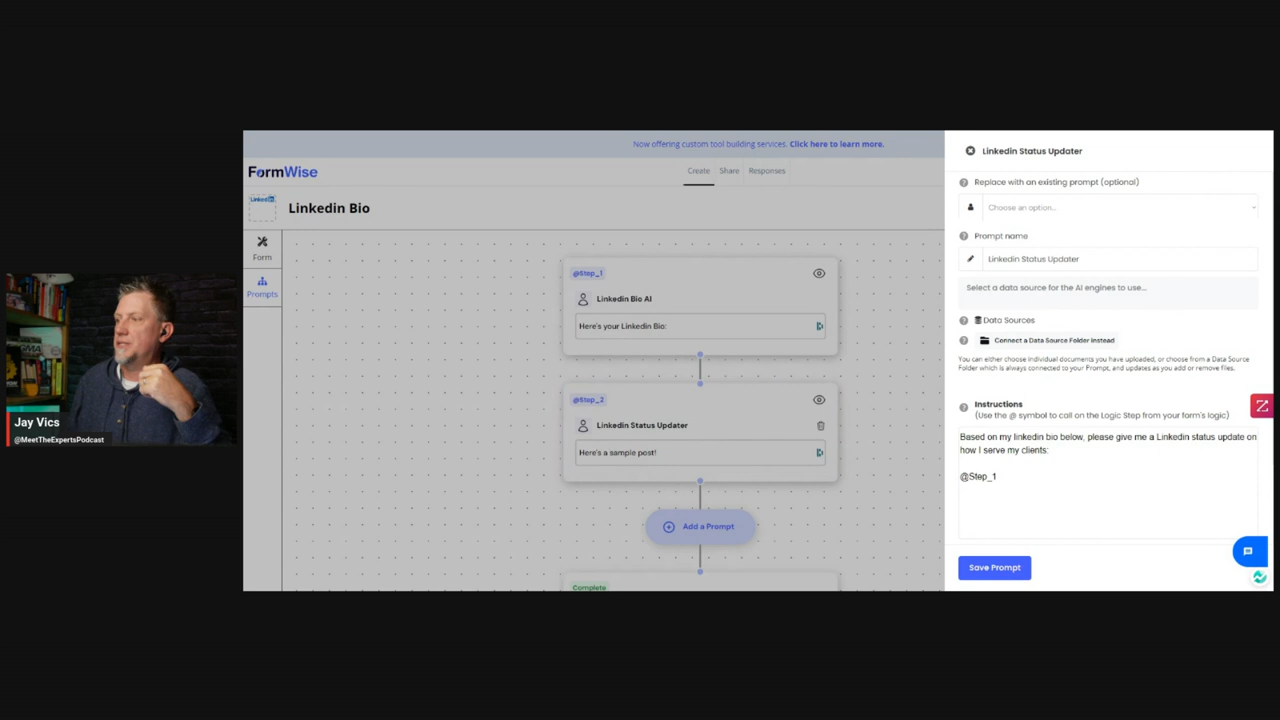 Now offering custom tool building services. Click here to learn more.
FormWise
Create
Share
Responses
Linkedin
Linkedin Bio
Form
Prompts
@Step_1
Linkedin Bio AI
Here's your Linkedin Bio:
@Step_2
Linkedin Status Updater
Here's a sample post!
Add a Prompt
Complete
Linkedin Status Updater
Replace with an existing prompt (optional)
Choose an option...
Prompt name
Linkedin Status Updater
Select a data source for the AI engines to use...
Data Sources
Connect a Data Source Folder instead
You can either choose individual documents you have uploaded, or choose from a Data Source
Folder which is always connected to your Prompt, and updates as you add or remove files.
Instructions
(Use the @ symbol to call on the Logic Step from your form's logic)
Based on my linkedin bio below, please give me a Linkedin status update on
how I serve my clients:
@Step_1
Save Prompt
Jay Vics
@MeetTheExpertsPodcast